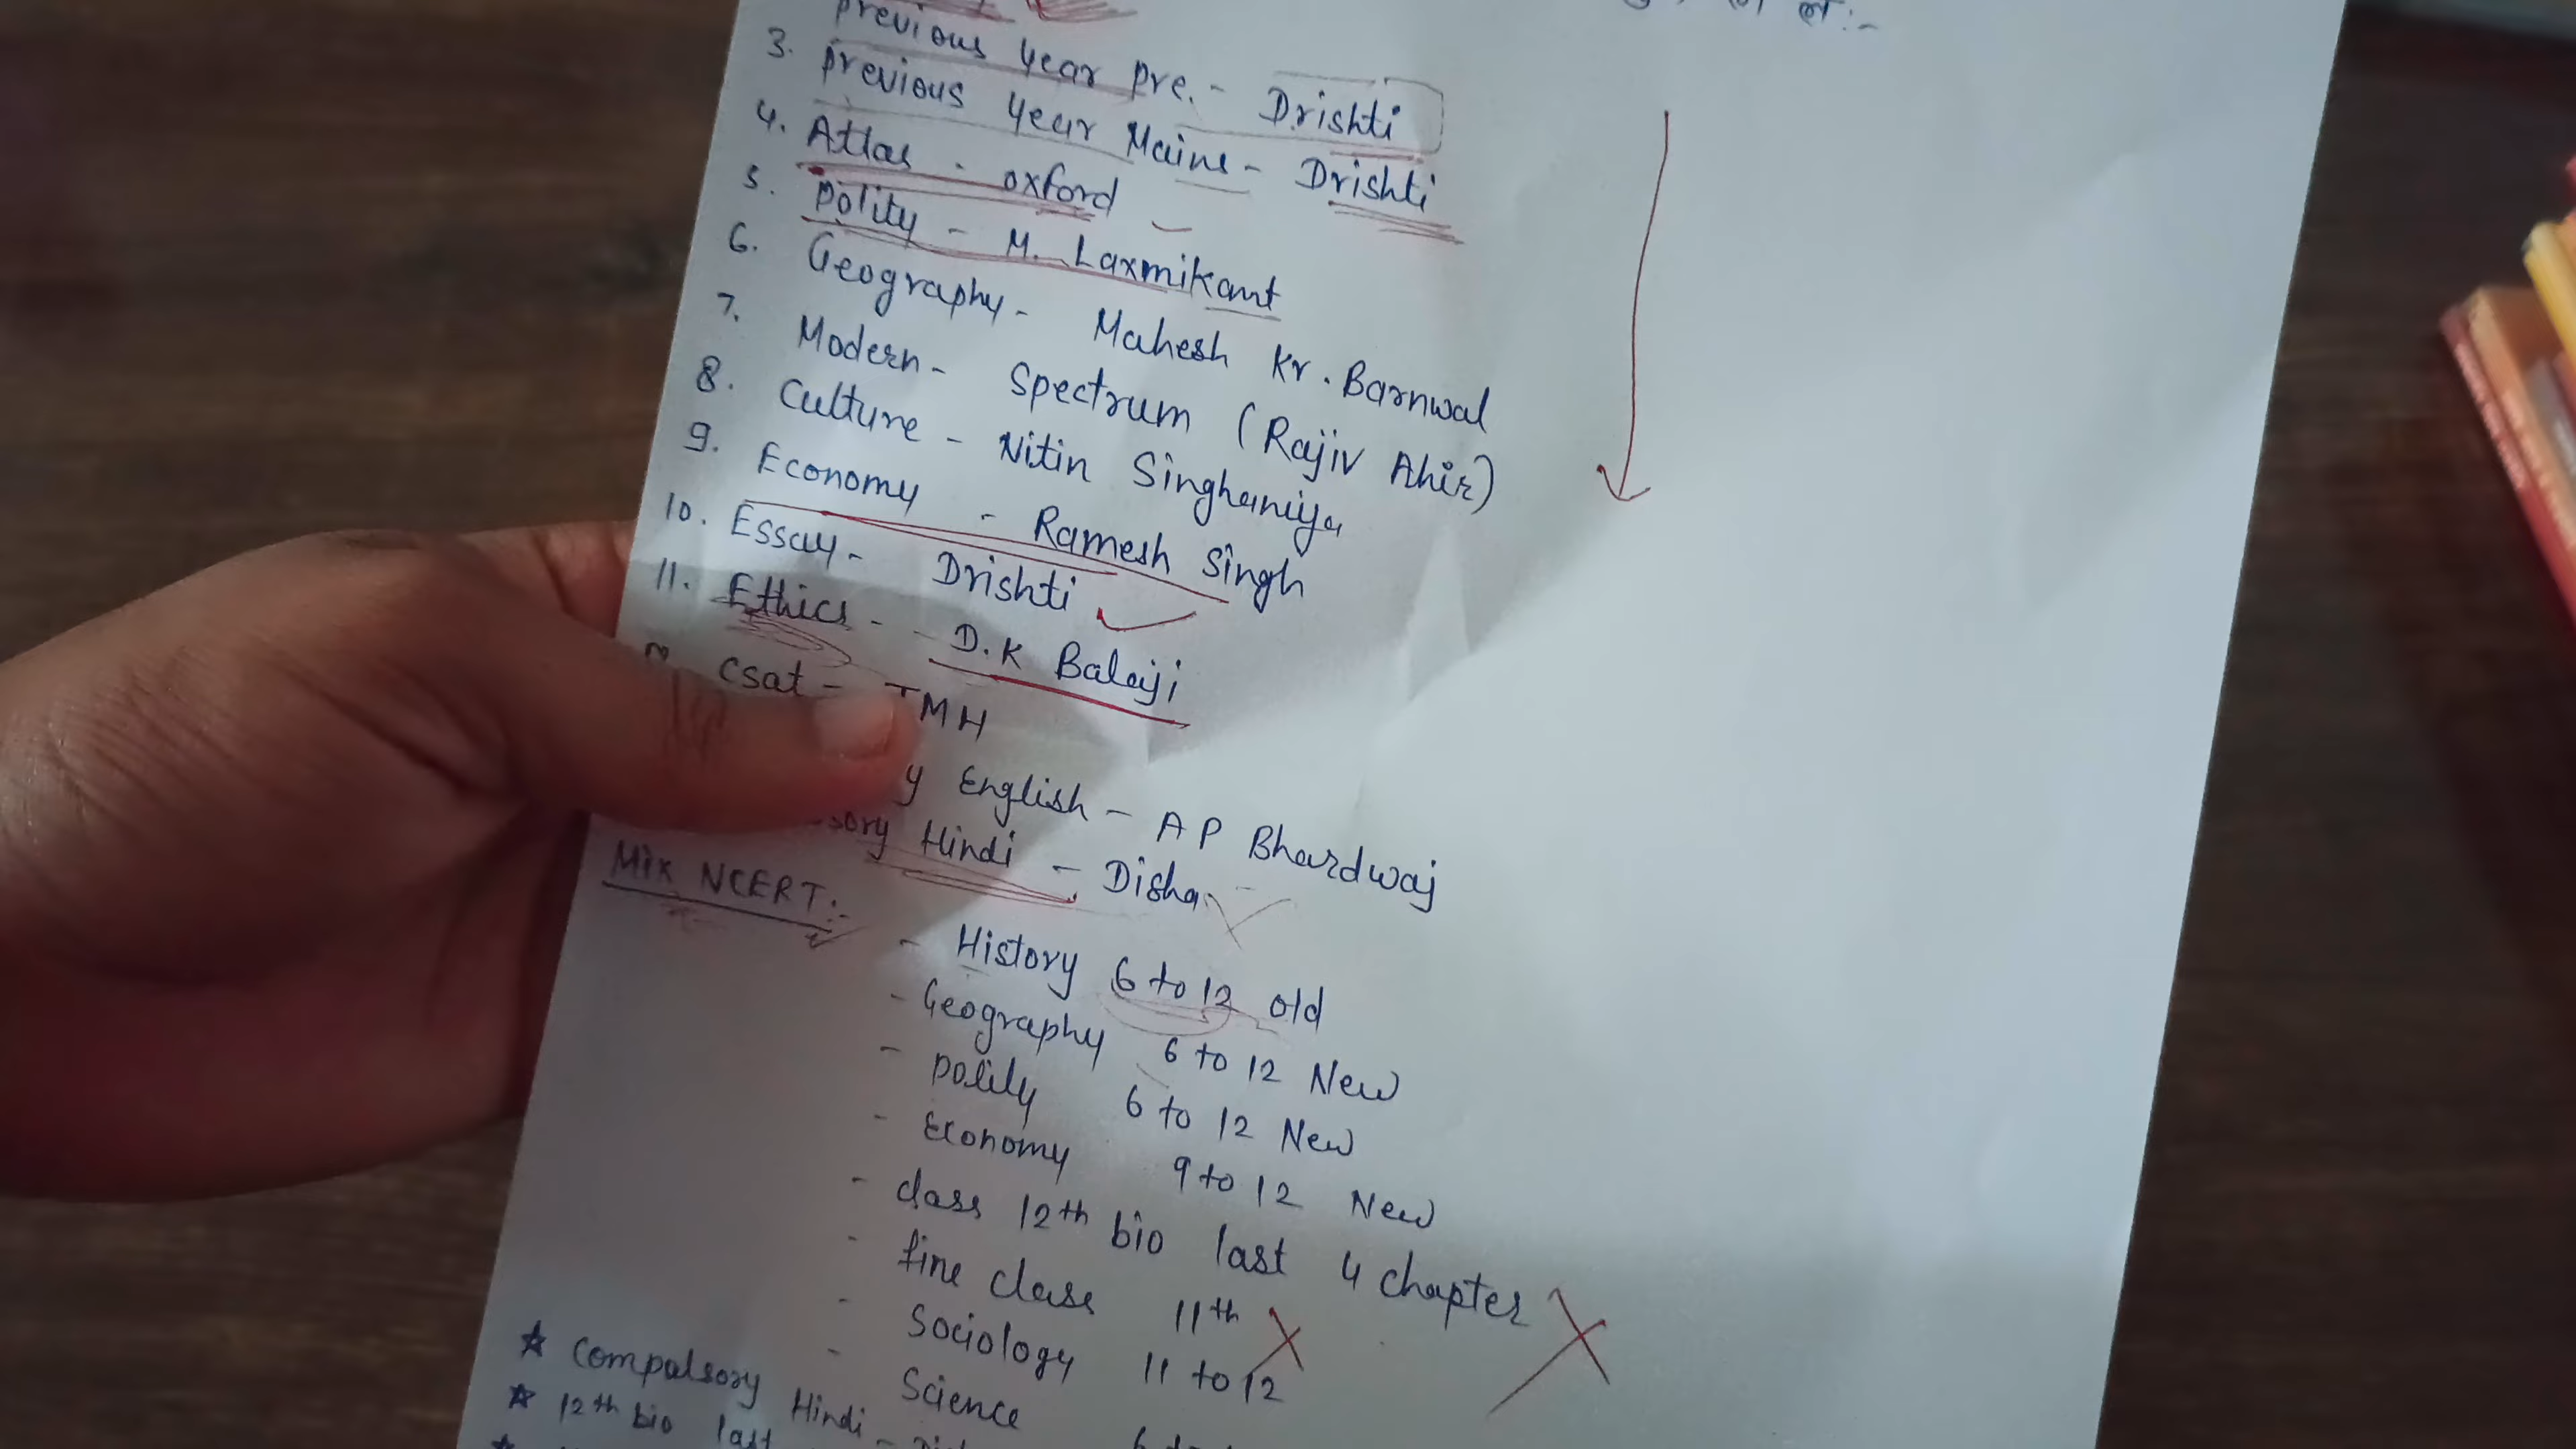 previous year pre. - Drishti
3. previous year Mains - Drishti
4. Atlas - oxford
5. Polity - M. Laxmikant
6. Geography - Mahesh Kr. Barnwal
7. Modern - Spectrum (Rajiv Ahir)
8. Culture - Nitin Singhaniya
9. Economy - Ramesh Singh
10. Essay - Drishti
11. Ethics - D.K Balaji
csat - TMH
y English - A P Bhardwaj
sory Hindi - Disha
Mix NCERT:-
- History 6 to 12 old
- Geography 6 to 12 New
- polity 6 to 12 New
- Economy 9 to 12 New
- class 12th bio last 4 chapter
- fine class 11th
- Sociology 11 to 12
- Science
☆ Compalsory Hindi -
☆ 12th bio last